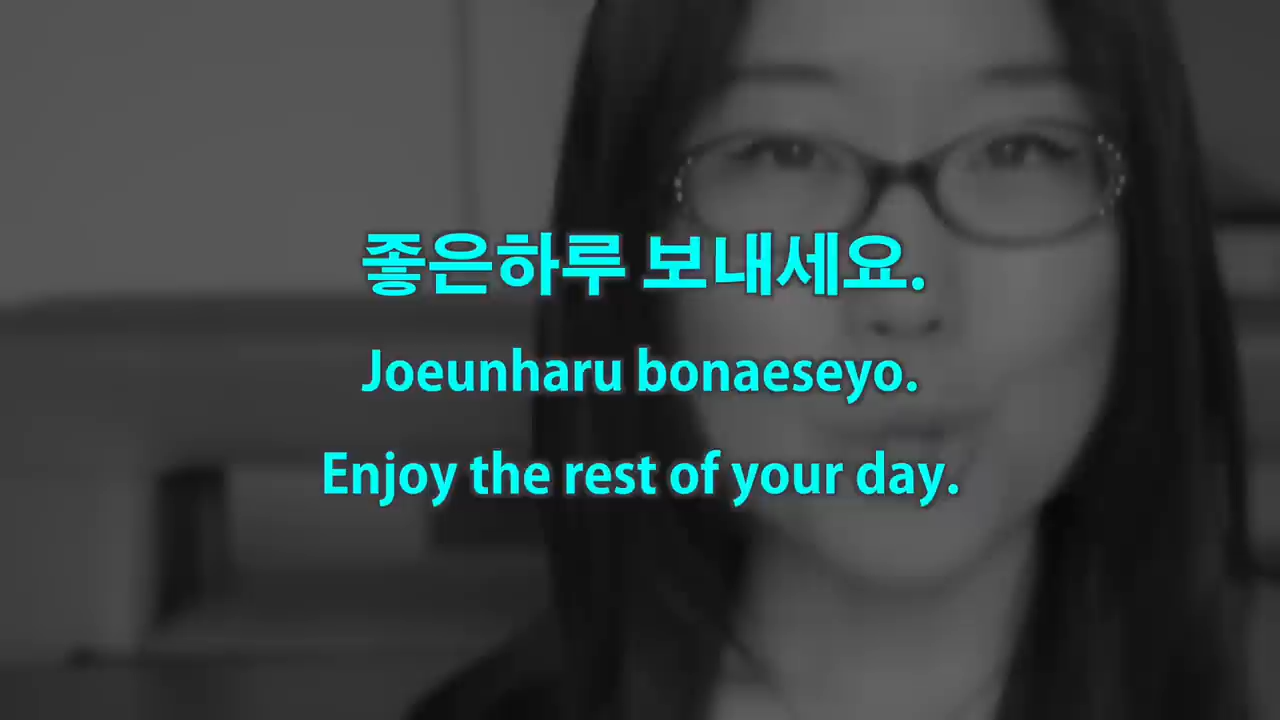 좋은하루 보내세요.
Joeunharu bonaeseyo.
Enjoy the rest of your day.